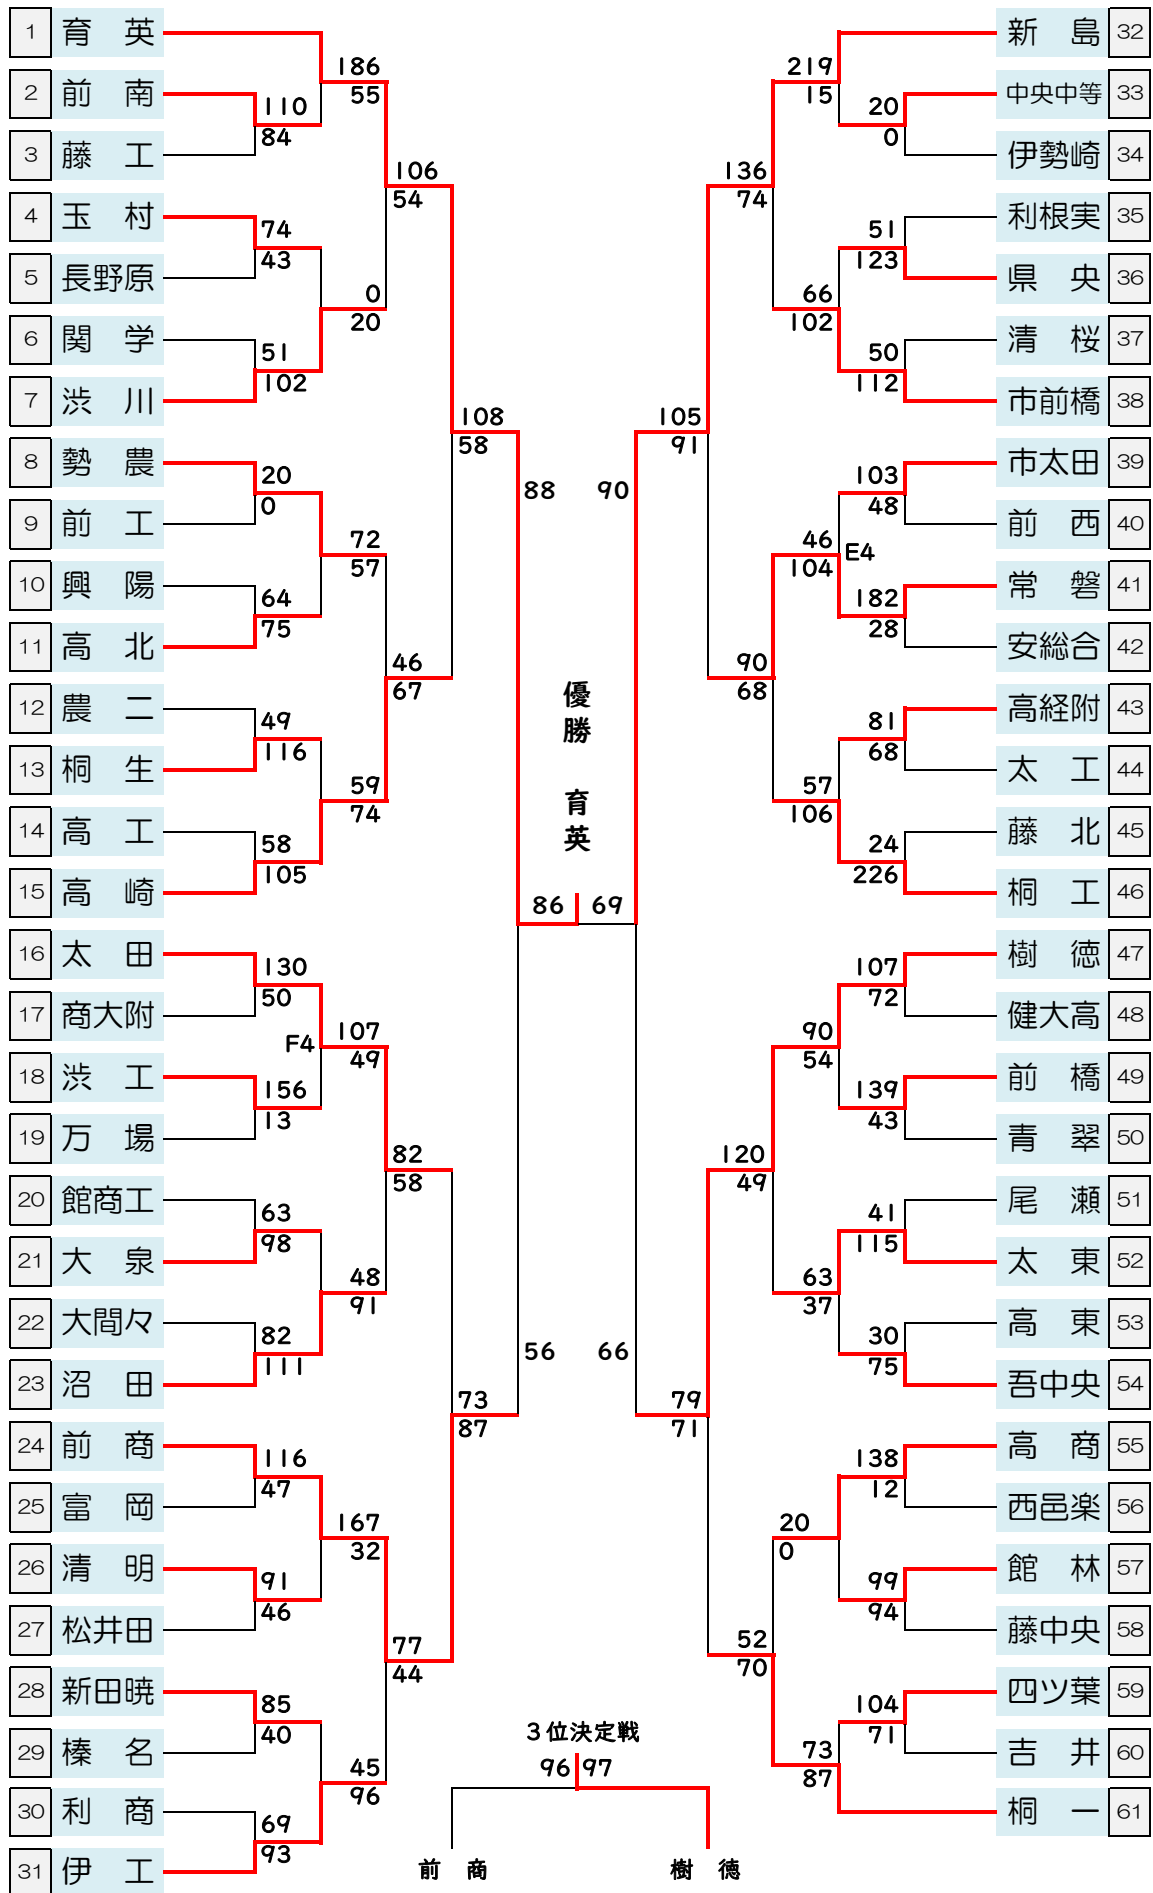 1 育 英
2 前 南
3 藤 工
4 玉 村
5 長野原
6 関 学
7 渋 川
8 勢 農
9 前 工
10 興 陽
11 高 北
12 農 二
13 桐 生
14 高 工
15 高 崎
16 太 田
17 商大附
18 渋 工
19 万 場
20 館商工
21 大 泉
22 大間々
23 沼 田
24 前 商
25 富 岡
26 清 明
27 松井田
28 新田暁
29 榛 名
30 利 商
31 伊 工
110
84
74
43
51
102
20
0
64
75
49
116
58
105
130
50
156
13
63
98
82
111
116
47
91
46
85
40
69
93
186
55
0
20
72
57
59
74
F4
107
49
48
91
167
32
45
96
106
54
46
67
82
58
77
44
108
58
73
87
88
56
86
69
優勝 育英
90
66
105
91
79
71
136
74
90
68
120
49
52
70
219
15
66
102
46
104
E4
57
106
90
54
63
37
20
0
73
87
20
0
51
123
50
112
103
48
182
28
81
68
24
226
107
72
139
43
41
115
30
75
138
12
99
94
104
71
新 島 32
中央中等 33
伊勢崎 34
利根実 35
県 央 36
清 桜 37
市前橋 38
市太田 39
前 西 40
常 磐 41
安総合 42
高経附 43
太 工 44
藤 北 45
桐 工 46
樹 徳 47
健大高 48
前 橋 49
青 翠 50
尾 瀬 51
太 東 52
高 東 53
吾中央 54
高 商 55
西邑楽 56
館 林 57
藤中央 58
四ツ葉 59
吉 井 60
桐 一 61
３位決定戦
96 97
前 商 樹 徳